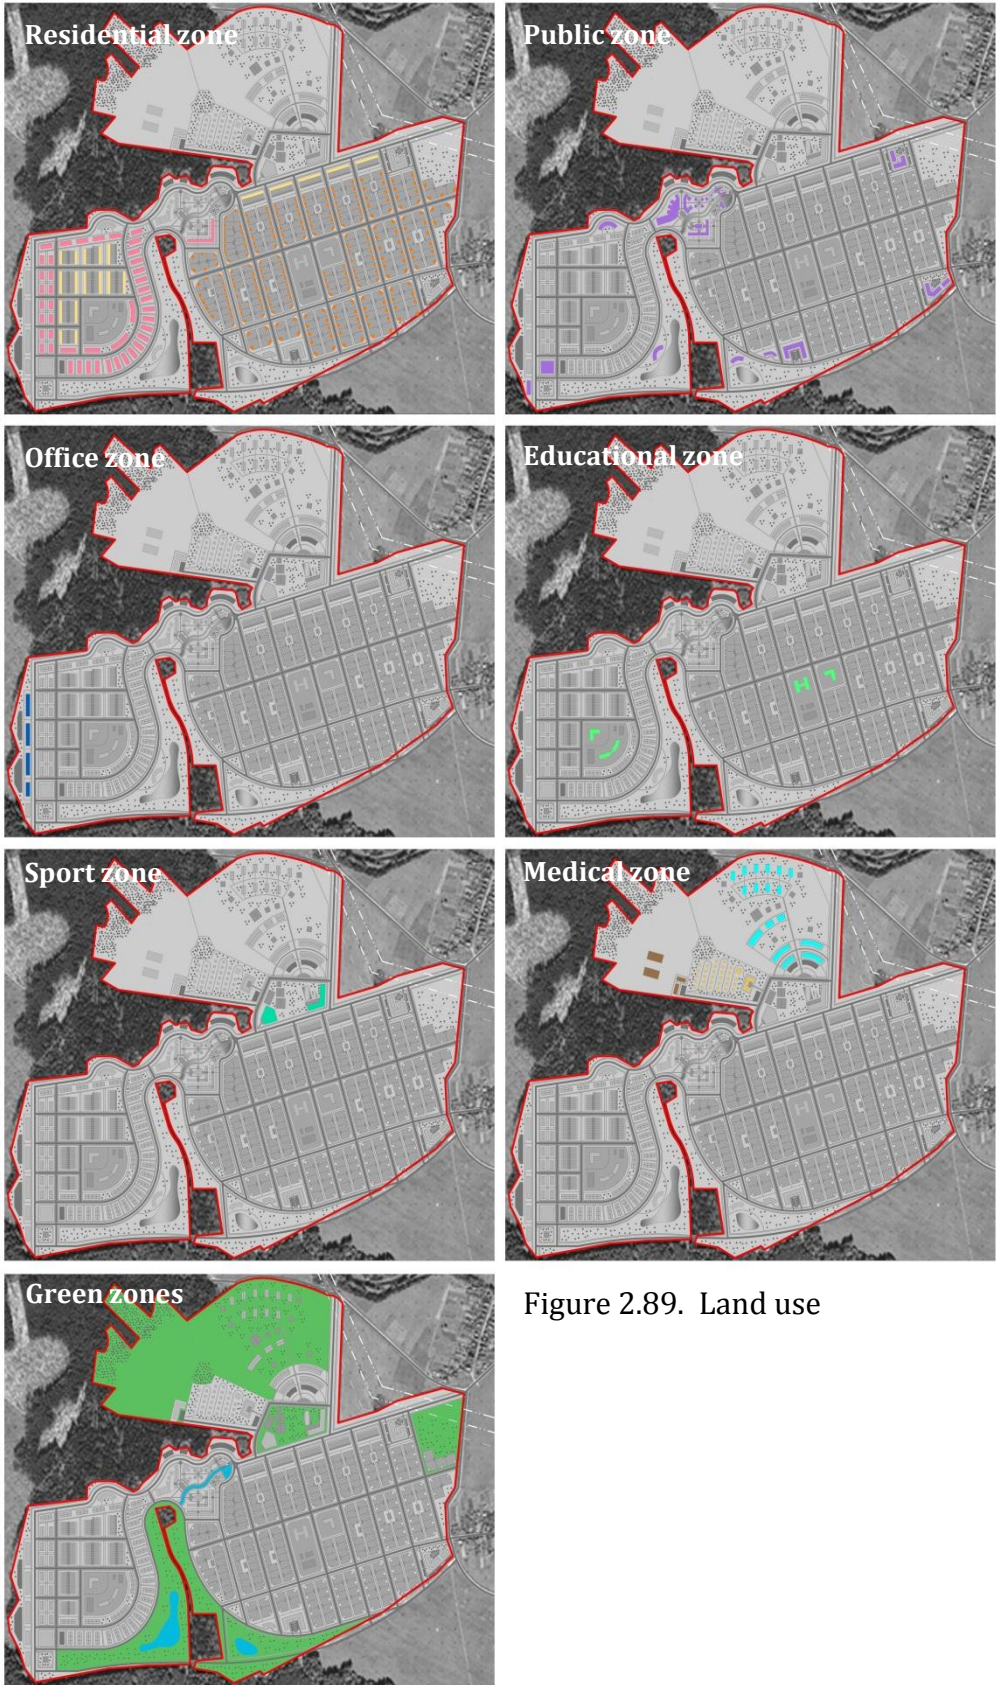 Residential zone
Public zone
Office zone
Educational zone
Sport zone
Medical zone
Green zones
Figure 2.89. Land use